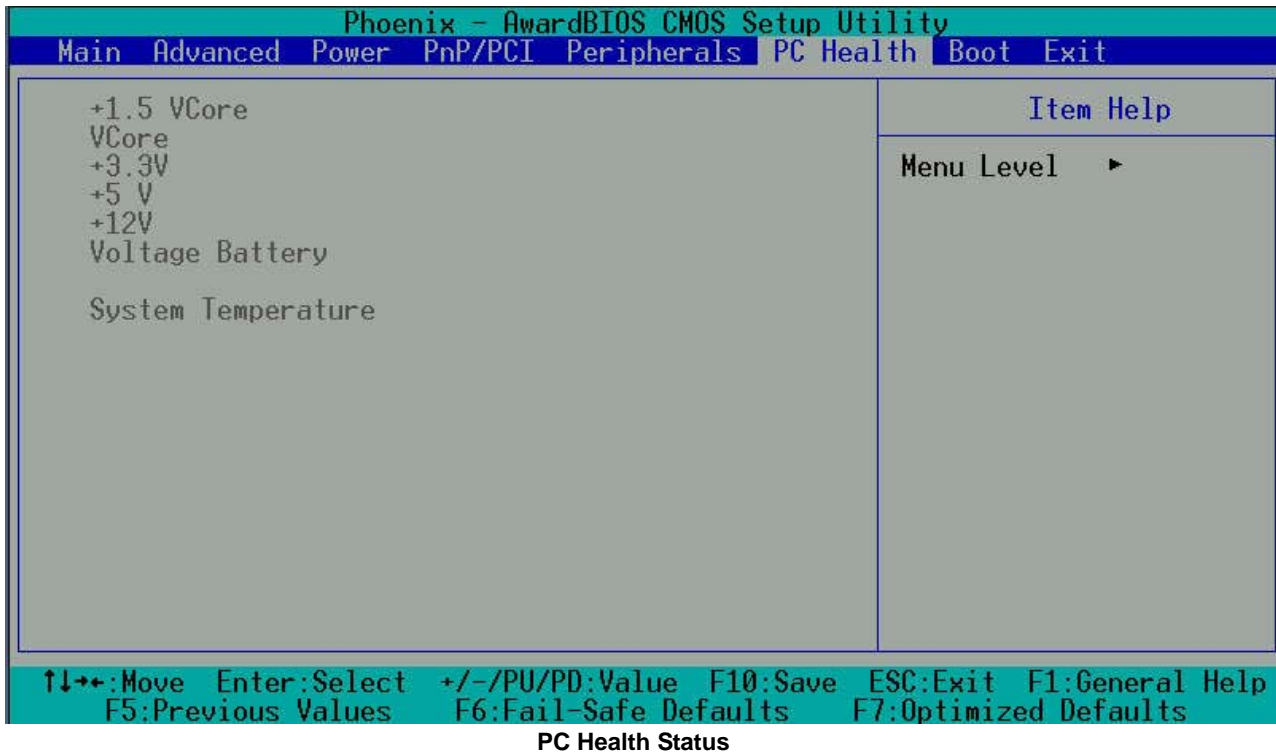 Phoenix - AwardBIOS CMOS Setup Utility
Main Advanced Power PnP/PCI Peripherals PC Health Boot Exit
+1.5 VCore
VCore
+3.3V
+5 V
+12V
Voltage Battery
System Temperature
Item Help
Menu Level ►
↑↓→←:Move Enter:Select +/-/PU/PD:Value F10:Save ESC:Exit F1:General Help
F5:Previous Values F6:Fail-Safe Defaults F7:Optimized Defaults
PC Health Status